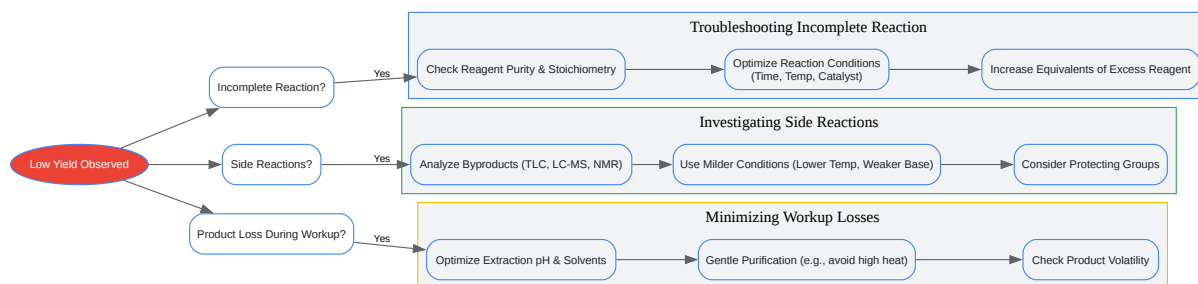 Low Yield Observed
Incomplete Reaction?
Yes
Troubleshooting Incomplete Reaction
Check Reagent Purity & Stoichiometry
Optimize Reaction Conditions
(Time, Temp, Catalyst)
Increase Equivalents of Excess Reagent
Side Reactions?
Yes
Investigating Side Reactions
Analyze Byproducts (TLC, LC-MS, NMR)
Use Milder Conditions (Lower Temp, Weaker Base)
Consider Protecting Groups
Product Loss During Workup?
Yes
Minimizing Workup Losses
Optimize Extraction pH & Solvents
Gentle Purification (e.g., avoid high heat)
Check Product Volatility